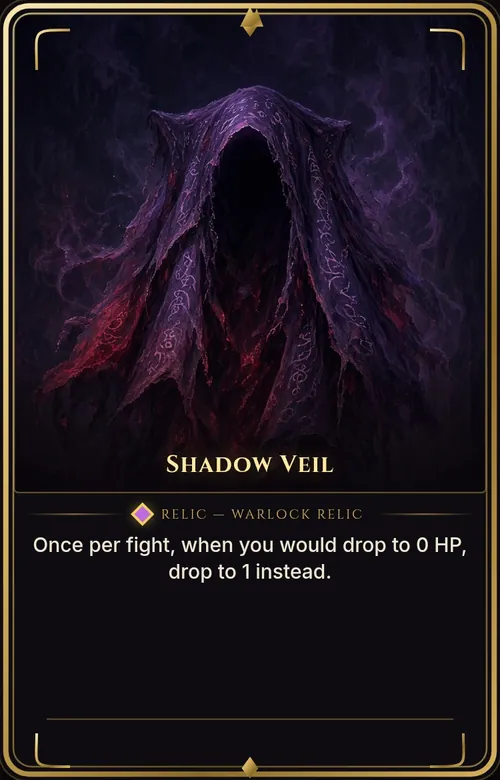 Shadow Veil
RELIC — WARLOCK RELIC
Once per fight, when you would drop to 0 HP,
drop to 1 instead.